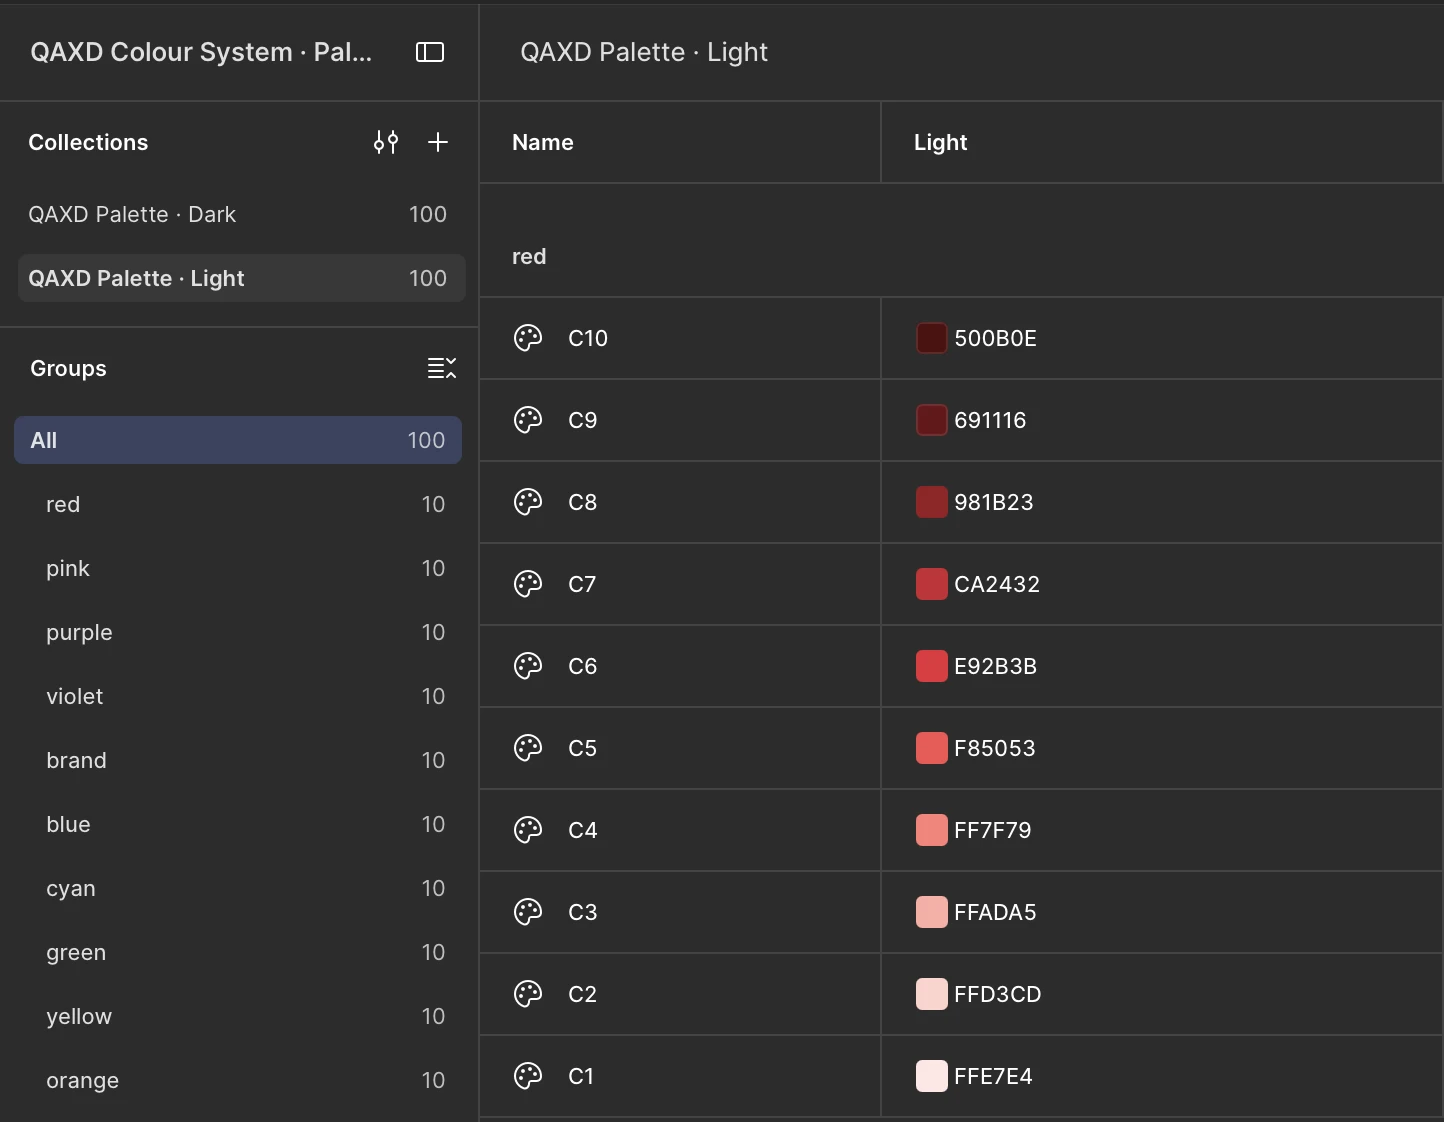 QAXD Colour System · Pal...
QAXD Palette · Light
Collections
QAXD Palette · Dark 100
QAXD Palette · Light 100
Groups
All 100
red 10
pink 10
purple 10
violet 10
brand 10
blue 10
cyan 10
green 10
yellow 10
orange 10
Name Light
red
C10 500B0E
C9 691116
C8 981B23
C7 CA2432
C6 E92B3B
C5 F85053
C4 FF7F79
C3 FFADA5
C2 FFD3CD
C1 FFE7E4